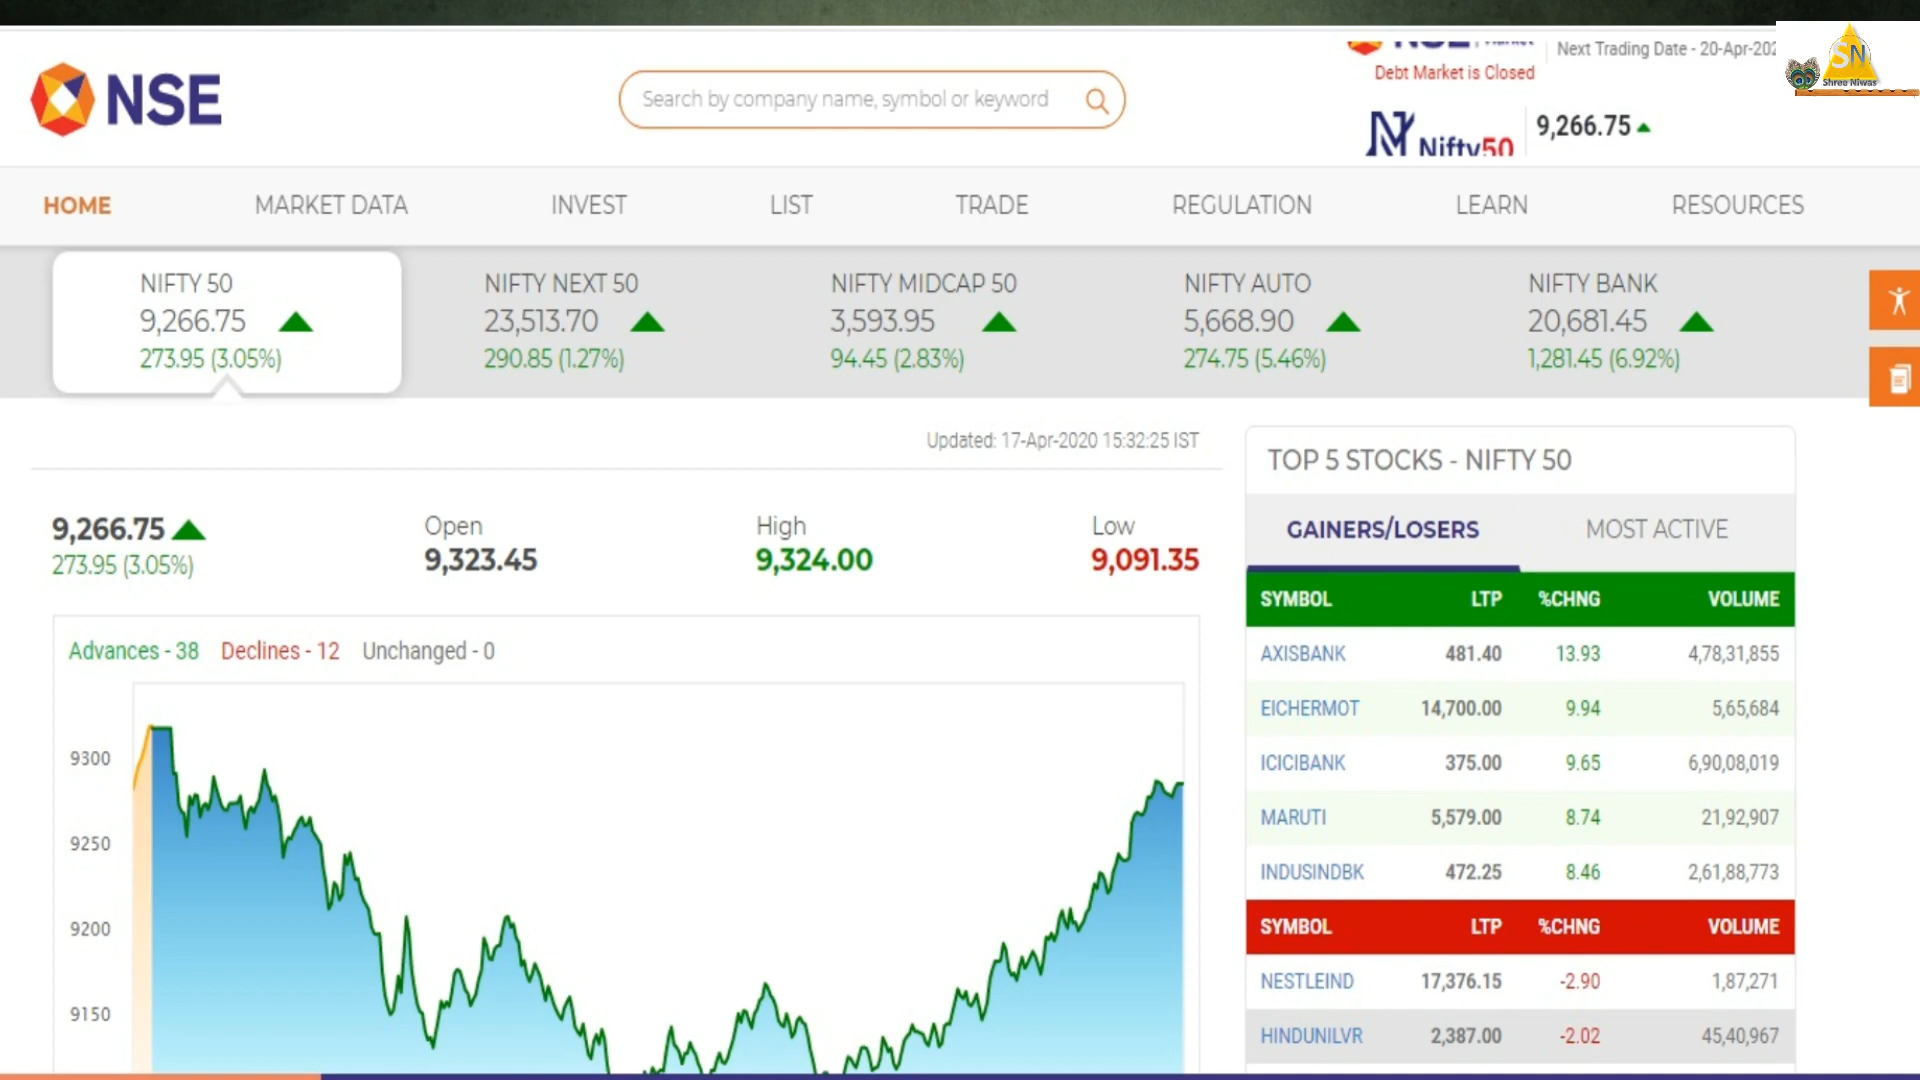 NSE
Search by company name, symbol or keyword
Debt Market is Closed
Next Trading Date - 20-Apr-202
SN
Shree Niwas
Nifty50
9,266.75
HOME MARKET DATA INVEST LIST TRADE REGULATION LEARN RESOURCES
NIFTY 50 NIFTY NEXT 50 NIFTY MIDCAP 50 NIFTY AUTO NIFTY BANK
9,266.75 23,513.70 3,593.95 5,668.90 20,681.45
273.95 (3.05%) 290.85 (1.27%) 94.45 (2.83%) 274.75 (5.46%) 1,281.45 (6.92%)
Updated: 17-Apr-2020 15:32:25 IST
9,266.75 Open High Low
273.95 (3.05%) 9,323.45 9,324.00 9,091.35
Advances - 38 Declines - 12 Unchanged - 0
9300
9250
9200
9150
TOP 5 STOCKS - NIFTY 50
GAINERS/LOSERS MOST ACTIVE
SYMBOL LTP %CHNG VOLUME
AXISBANK 481.40 13.93 4,78,31,855
EICHERMOT 14,700.00 9.94 5,65,684
ICICIBANK 375.00 9.65 6,90,08,019
MARUTI 5,579.00 8.74 21,92,907
INDUSINDBK 472.25 8.46 2,61,88,773
SYMBOL LTP %CHNG VOLUME
NESTLEIND 17,376.15 -2.90 1,87,271
HINDUNILVR 2,387.00 -2.02 45,40,967